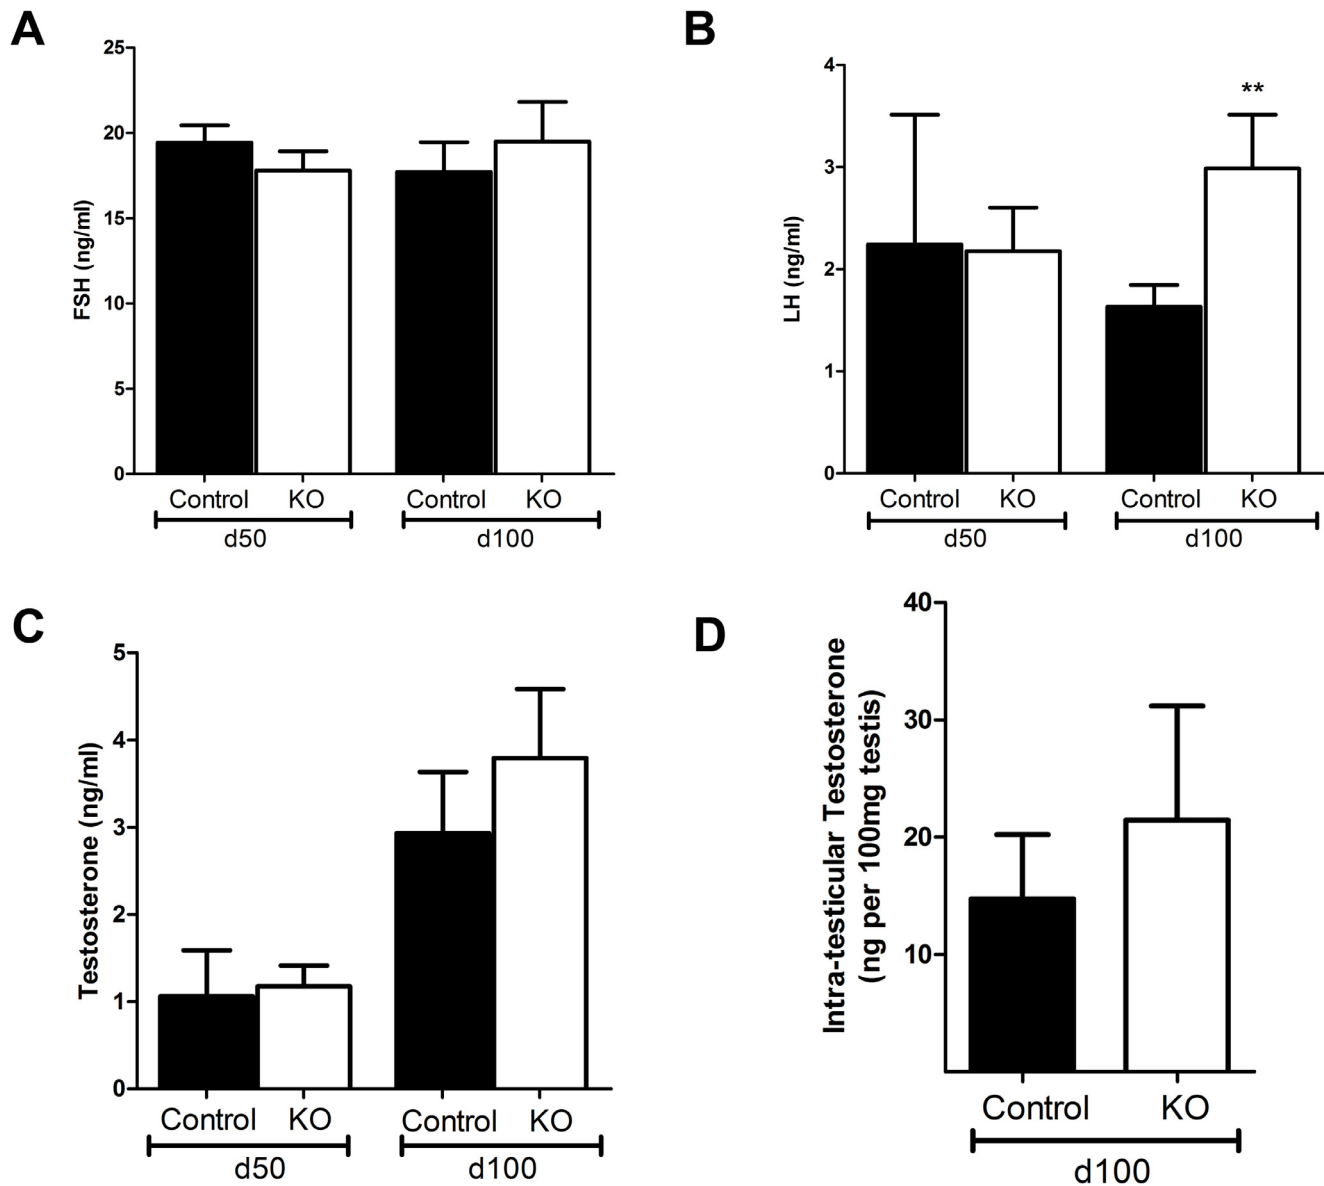 A
FSH (ng/ml)
25
20
15
10
5
0
Control KO Control KO
d50 d100
B
LH (ng/ml)
4
3
2
1
0
**
Control KO Control KO
d50 d100
C
Testosterone (ng/ml)
5
4
3
2
1
0
Control KO Control KO
d50 d100
D
Intra-testicular Testosterone
(ng per 100mg testis)
40
30
20
10
Control KO
d100